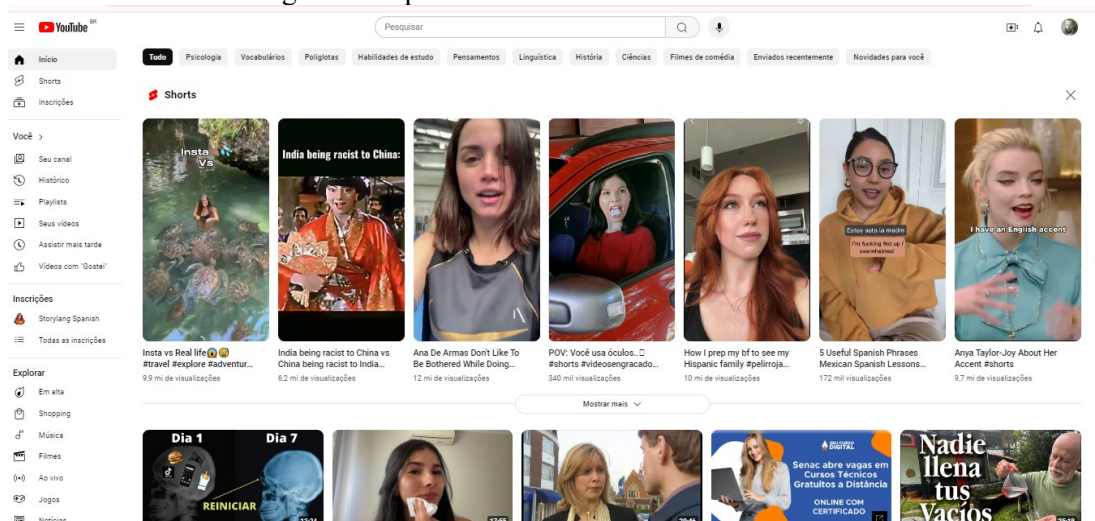 YouTube BR
Pesquisar
Início
Shorts
Inscrições
Você >
Seu canal
Histórico
Playlists
Seus vídeos
Assistir mais tarde
Vídeos com "Gostei"
Inscrições
Storylang Spanish
Todas as inscrições
Explorar
Em alta
Shopping
Música
Filmes
Ao vivo
Jogos
Notícias
Tudo Psicologia Vocabulários Poliglotas Habilidades de estudo Pensamentos Linguística História Ciências Filmes de comédia Enviados recentemente Novidades para você
Shorts
Insta
Vs
Insta vs Real life
#travel #explore #adventur...
9,9 mi de visualizações
India being racist to China:
India being racist to China vs
China being racist to India...
6,2 mi de visualizações
Ana De Armas Don't Like To
Be Bothered While Doing...
12 mi de visualizações
POV: Você usa óculos..
#shorts #videosengracado...
340 mil visualizações
How I prep my bf to see my
Hispanic family #pelirroja...
10 mi de visualizações
Estoy hasta la madre
I'm fucking fed up /
overwhelmed
5 Useful Spanish Phrases
Mexican Spanish Lessons...
172 mil visualizações
I have an English accent
Anya Taylor-Joy About Her
Accent #shorts
9,7 mi de visualizações
Mostrar mais
Dia 1 Dia 7
REINICIAR
SEU CURSO
DIGITAL
Senac abre vagas em
Cursos Técnicos
Gratuitos a Distância
ONLINE COM
CERTIFICADO
Nadie
llena
tus
Vacíos